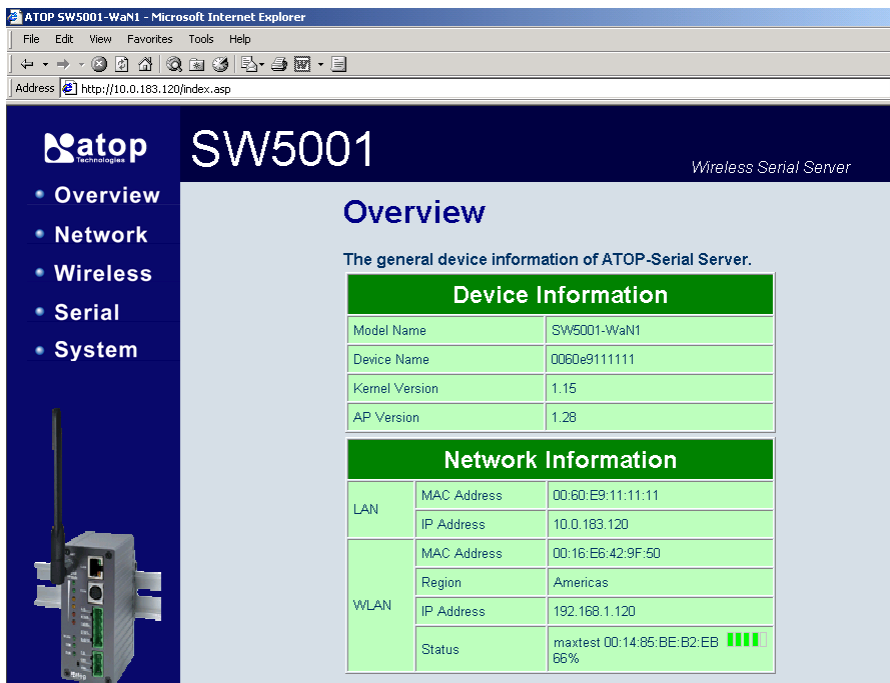 ATOP SW5001-WaN1 - Microsoft Internet Explorer
File Edit View Favorites Tools Help
Address http://10.0.183.120/index.asp
atop
Technologies
SW5001
Wireless Serial Server
Overview
Network
Wireless
Serial
System
Overview
The general device information of ATOP-Serial Server.
Device Information
Model Name SW5001-WaN1
Device Name 0060e9111111
Kernel Version 1.15
AP Version 1.28
Network Information
LAN
MAC Address 00:60:E9:11:11:11
IP Address 10.0.183.120
WLAN
MAC Address 00:16:E6:42:9F:50
Region Americas
IP Address 192.168.1.120
Status maxtest 00:14:85:BE:B2:EB
66%